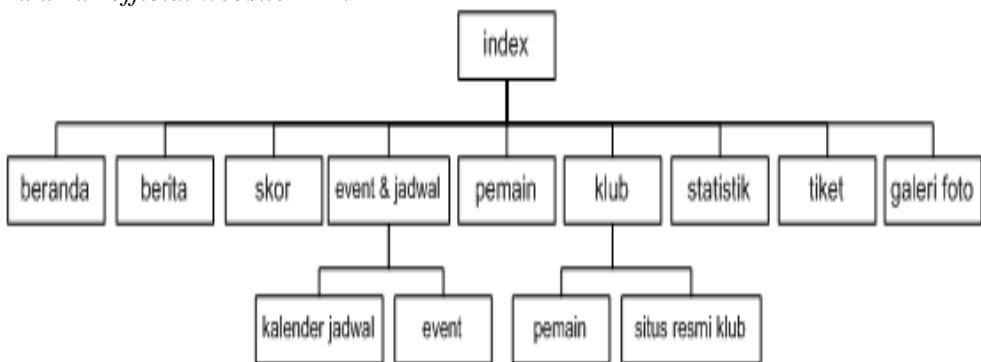 index
beranda
berita
skor
event & jadwal
pemain
klub
statistik
tiket
galeri foto
kalender jadwal
event
pemain
situs resmi klub